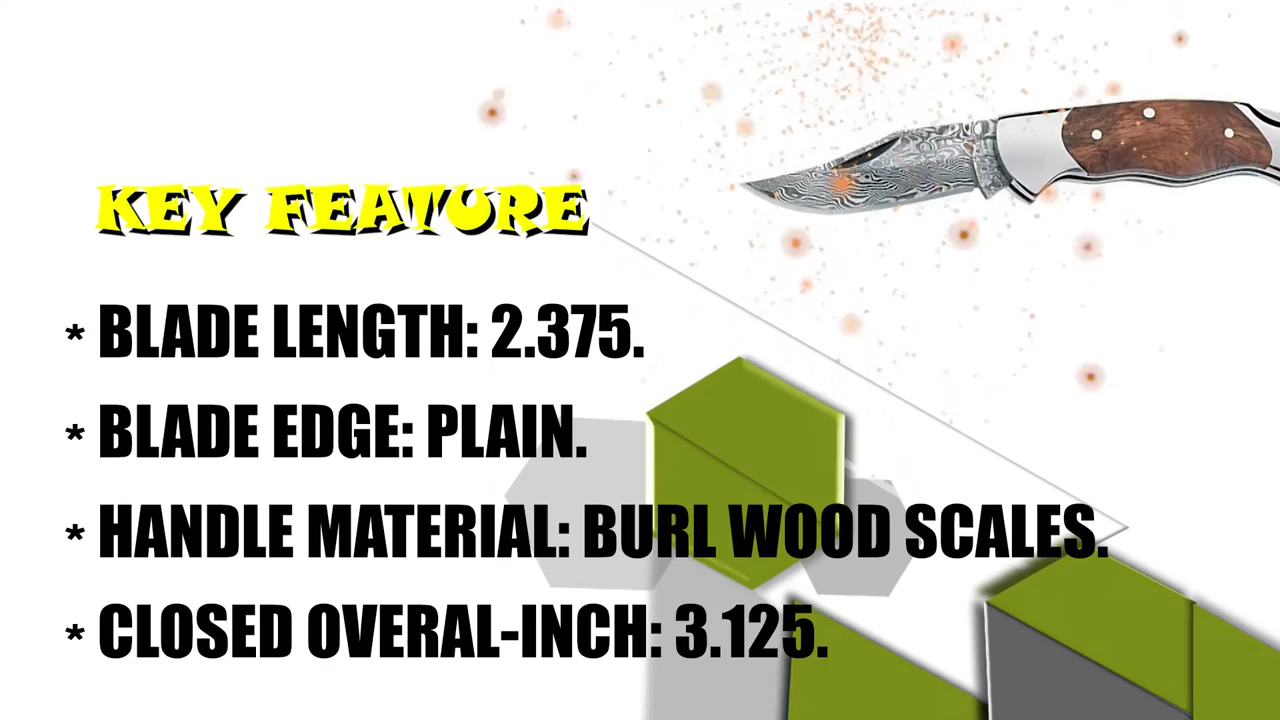 KEY FEATURE
* BLADE LENGTH: 2.375.
* BLADE EDGE: PLAIN.
* HANDLE MATERIAL: BURL WOOD SCALES.
* CLOSED OVERAL-INCH: 3.125.